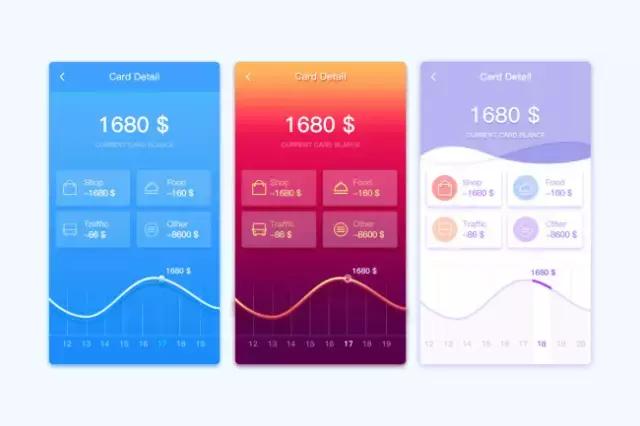 Card Detail
1680 $
CURRENT CARD BLANCE
Shop
-1680 $
Food
-160 $
Traffic
-86 $
Other
-8600 $
1680 $
12 13 14 15 16 17 18 19
Card Detail
1680 $
CURRENT CARD BLANCE
Shop
-1680 $
Food
-160 $
Traffic
-86 $
Other
-8600 $
1680 $
12 13 14 15 16 17 18 19
Card Detail
1680 $
CURRENT CARD BLANCE
Shop
-1680 $
Food
-160 $
Traffic
-86 $
Other
-8600 $
1680 $
12 13 14 15 16 17 18 19 20